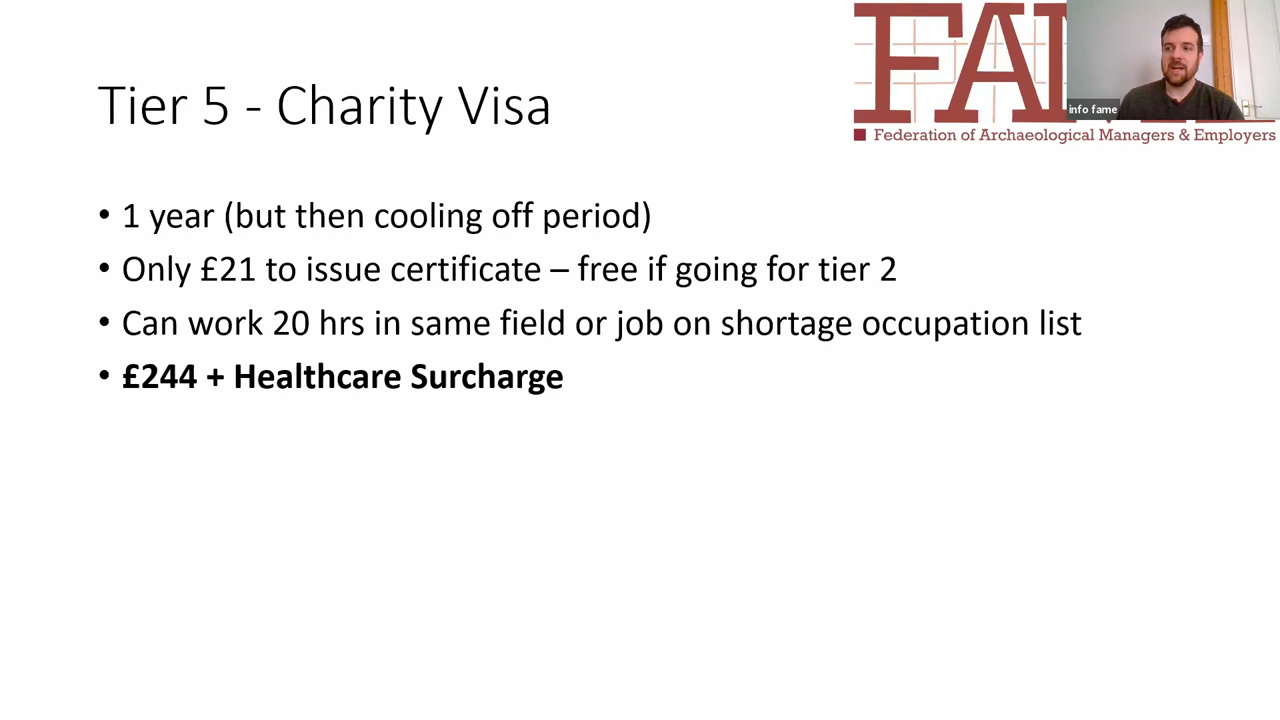 Tier 5 - Charity Visa
FA
info fame
Federation of Archaeological Managers & Employers
• 1 year (but then cooling off period)
• Only £21 to issue certificate – free if going for tier 2
• Can work 20 hrs in same field or job on shortage occupation list
• £244 + Healthcare Surcharge